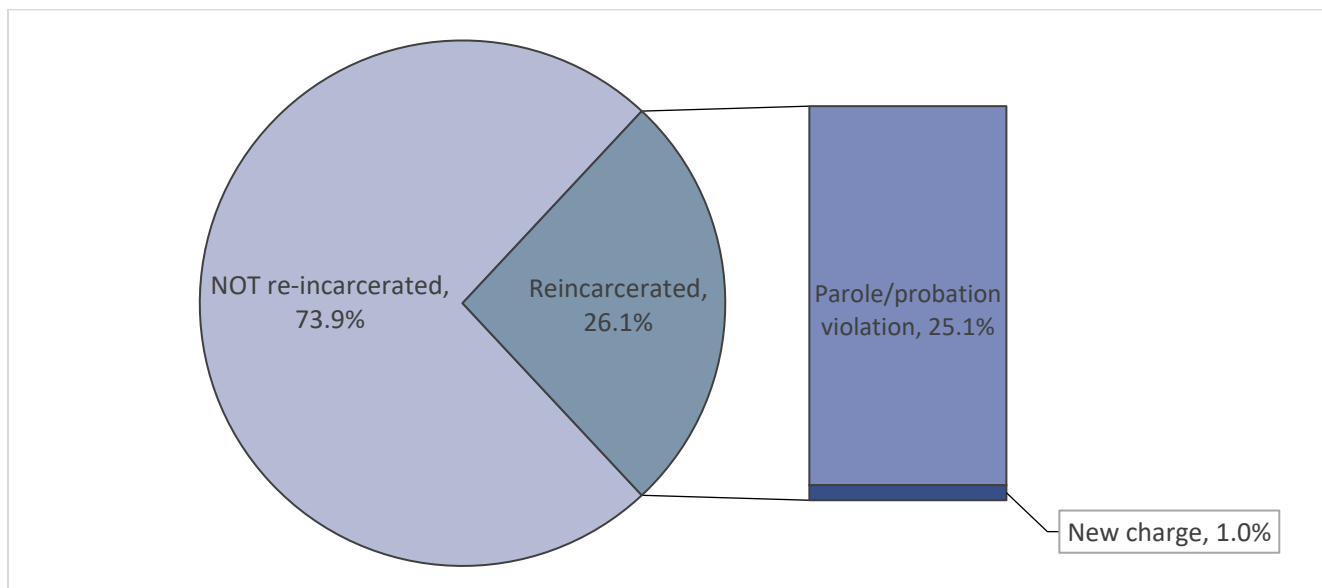 NOT re-incarcerated,
73.9%
Reincarcerated,
26.1%
Parole/probation
violation, 25.1%
New charge, 1.0%